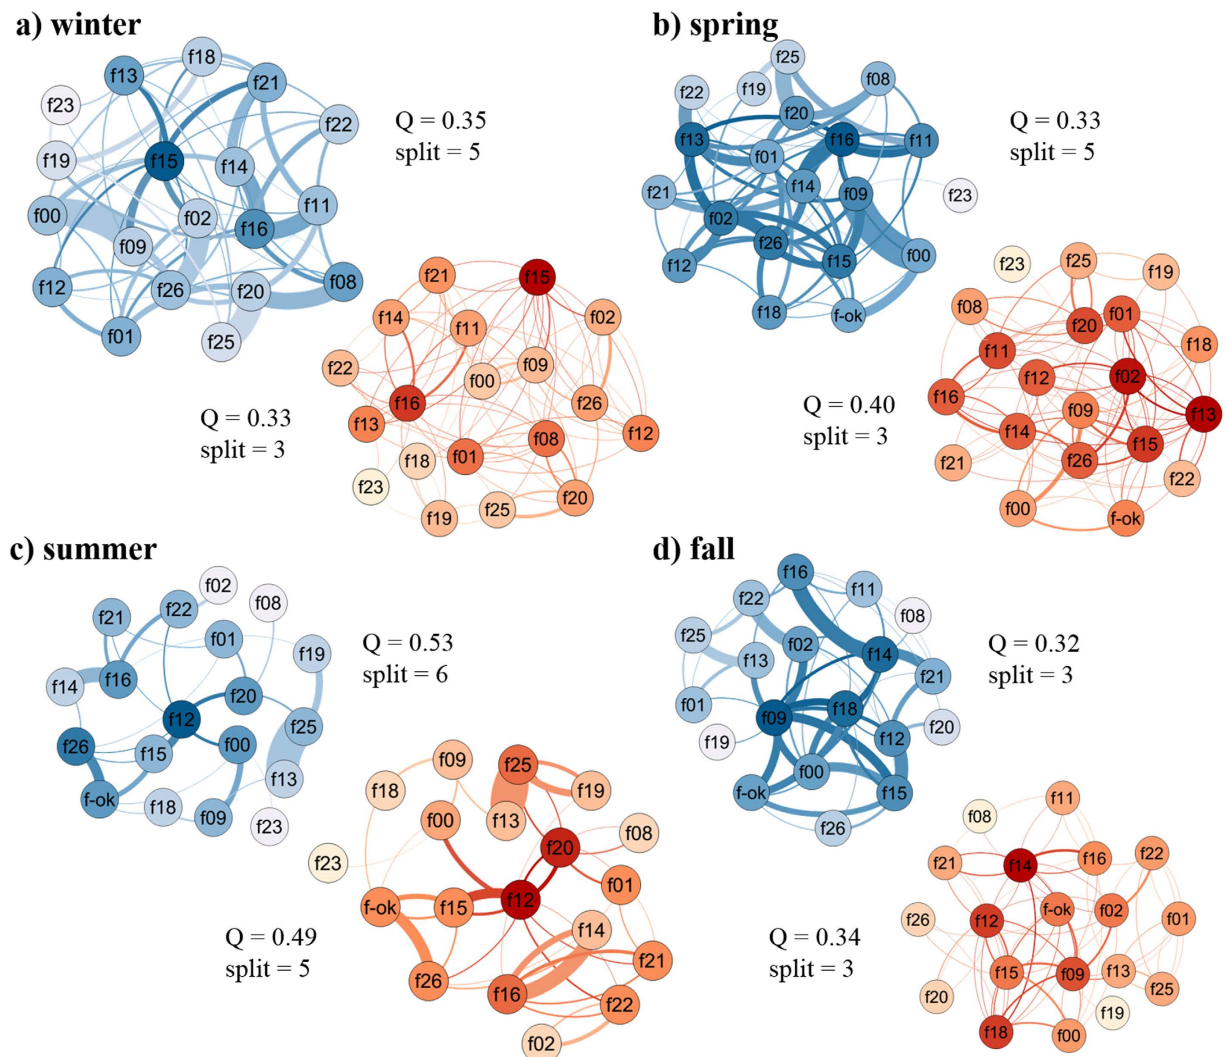 a) winter
f18
f13
f21
f23
f22
f15
f19
f14
f00
f02
f11
f16
f09
f12
f26
f20
f08
f01
f25
Q = 0.35
split = 5
f21
f15
f14
f11
f02
f22
f00
f09
f16
f26
f13
f12
f08
f18
f01
f23
f20
f25
f19
Q = 0.33
split = 3
b) spring
f25
f08
f22
f19
f20
f13
f16
f11
f01
f14
f21
f09
f23
f02
f26
f12
f15
f00
f18
f-ok
Q = 0.33
split = 5
f23
f25
f19
f08
f20
f01
f18
f11
f12
f02
f16
f09
f13
f14
f15
f21
f26
f22
f00
f-ok
Q = 0.40
split = 3
c) summer
f02
f21
f22
f08
f01
f19
f14
f16
f20
f12
f25
f26
f15
f00
f13
f-ok
f18
f09
f23
Q = 0.53
split = 6
f09
f25
f18
f19
f00
f13
f08
f20
f23
f01
f-ok
f15
f12
f14
f21
f26
f16
f22
f02
Q = 0.49
split = 5
d) fall
f16
f11
f22
f08
f25
f02
f13
f14
f21
f01
f09
f18
f20
f19
f12
f00
f-ok
f15
f26
Q = 0.32
split = 3
f11
f08
f21
f14
f16
f22
f26
f12
f-ok
f02
f01
f15
f09
f13
f25
f20
f19
f18
f00
Q = 0.34
split = 3